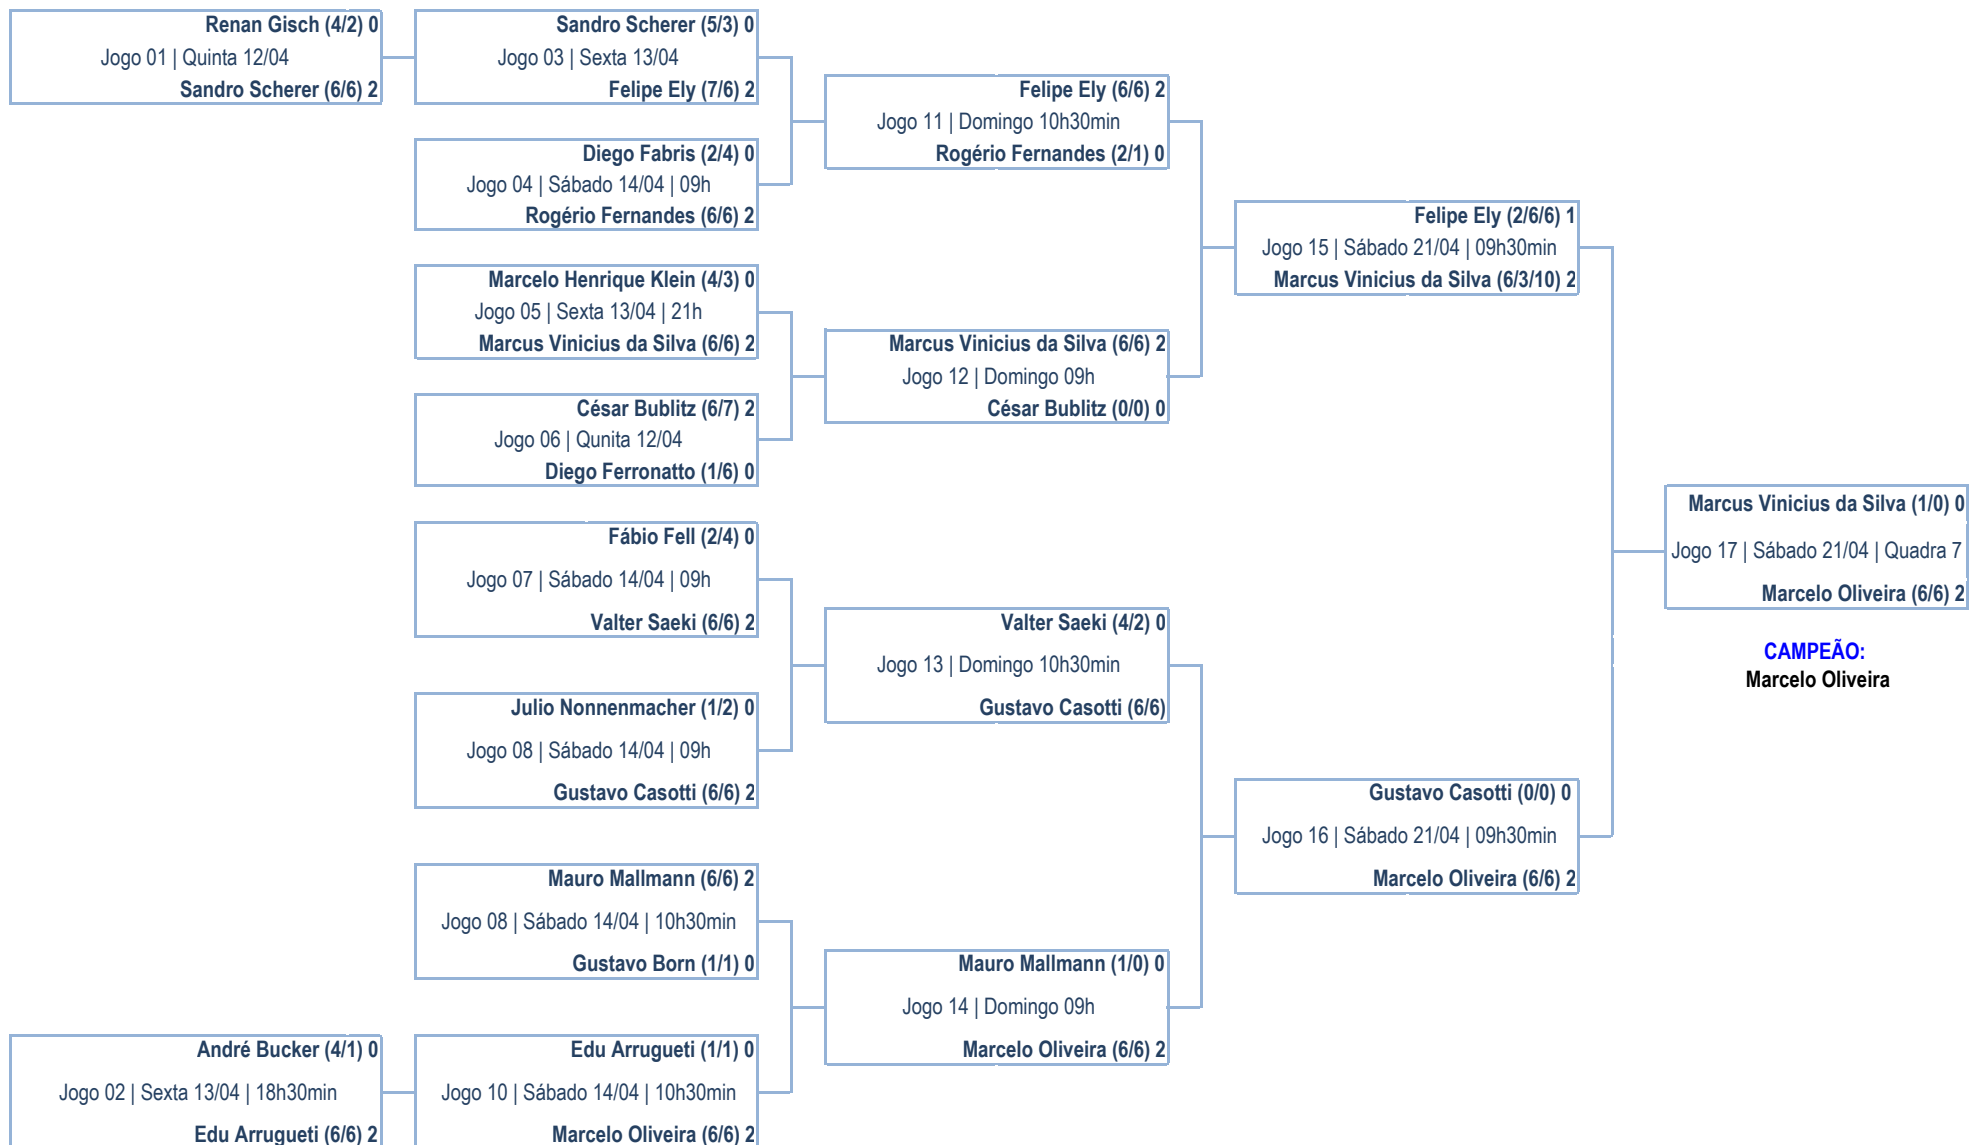 Renan Gisch (4/2) 0
Jogo 01 | Quinta 12/04
Sandro Scherer (6/6) 2
Sandro Scherer (5/3) 0
Jogo 03 | Sexta 13/04
Felipe Ely (7/6) 2
Diego Fabris (2/4) 0
Jogo 04 | Sábado 14/04 | 09h
Rogério Fernandes (6/6) 2
Marcelo Henrique Klein (4/3) 0
Jogo 05 | Sexta 13/04 | 21h
Marcus Vinicius da Silva (6/6) 2
César Bublitz (6/7) 2
Jogo 06 | Qunita 12/04
Diego Ferronatto (1/6) 0
Fábio Fell (2/4) 0
Jogo 07 | Sábado 14/04 | 09h
Valter Saeki (6/6) 2
Julio Nonnenmacher (1/2) 0
Jogo 08 | Sábado 14/04 | 09h
Gustavo Casotti (6/6) 2
Mauro Mallmann (6/6) 2
Jogo 08 | Sábado 14/04 | 10h30min
Gustavo Born (1/1) 0
André Bucker (4/1) 0
Jogo 02 | Sexta 13/04 | 18h30min
Edu Arrugueti (6/6) 2
Edu Arrugueti (1/1) 0
Jogo 10 | Sábado 14/04 | 10h30min
Marcelo Oliveira (6/6) 2
Felipe Ely (6/6) 2
Jogo 11 | Domingo 10h30min
Rogério Fernandes (2/1) 0
Marcus Vinicius da Silva (6/6) 2
Jogo 12 | Domingo 09h
César Bublitz (0/0) 0
Valter Saeki (4/2) 0
Jogo 13 | Domingo 10h30min
Gustavo Casotti (6/6)
Mauro Mallmann (1/0) 0
Jogo 14 | Domingo 09h
Marcelo Oliveira (6/6) 2
Felipe Ely (2/6/6) 1
Jogo 15 | Sábado 21/04 | 09h30min
Marcus Vinicius da Silva (6/3/10) 2
Gustavo Casotti (0/0) 0
Jogo 16 | Sábado 21/04 | 09h30min
Marcelo Oliveira (6/6) 2
Marcus Vinicius da Silva (1/0) 0
Jogo 17 | Sábado 21/04 | Quadra 7
Marcelo Oliveira (6/6) 2
CAMPEÃO:
Marcelo Oliveira